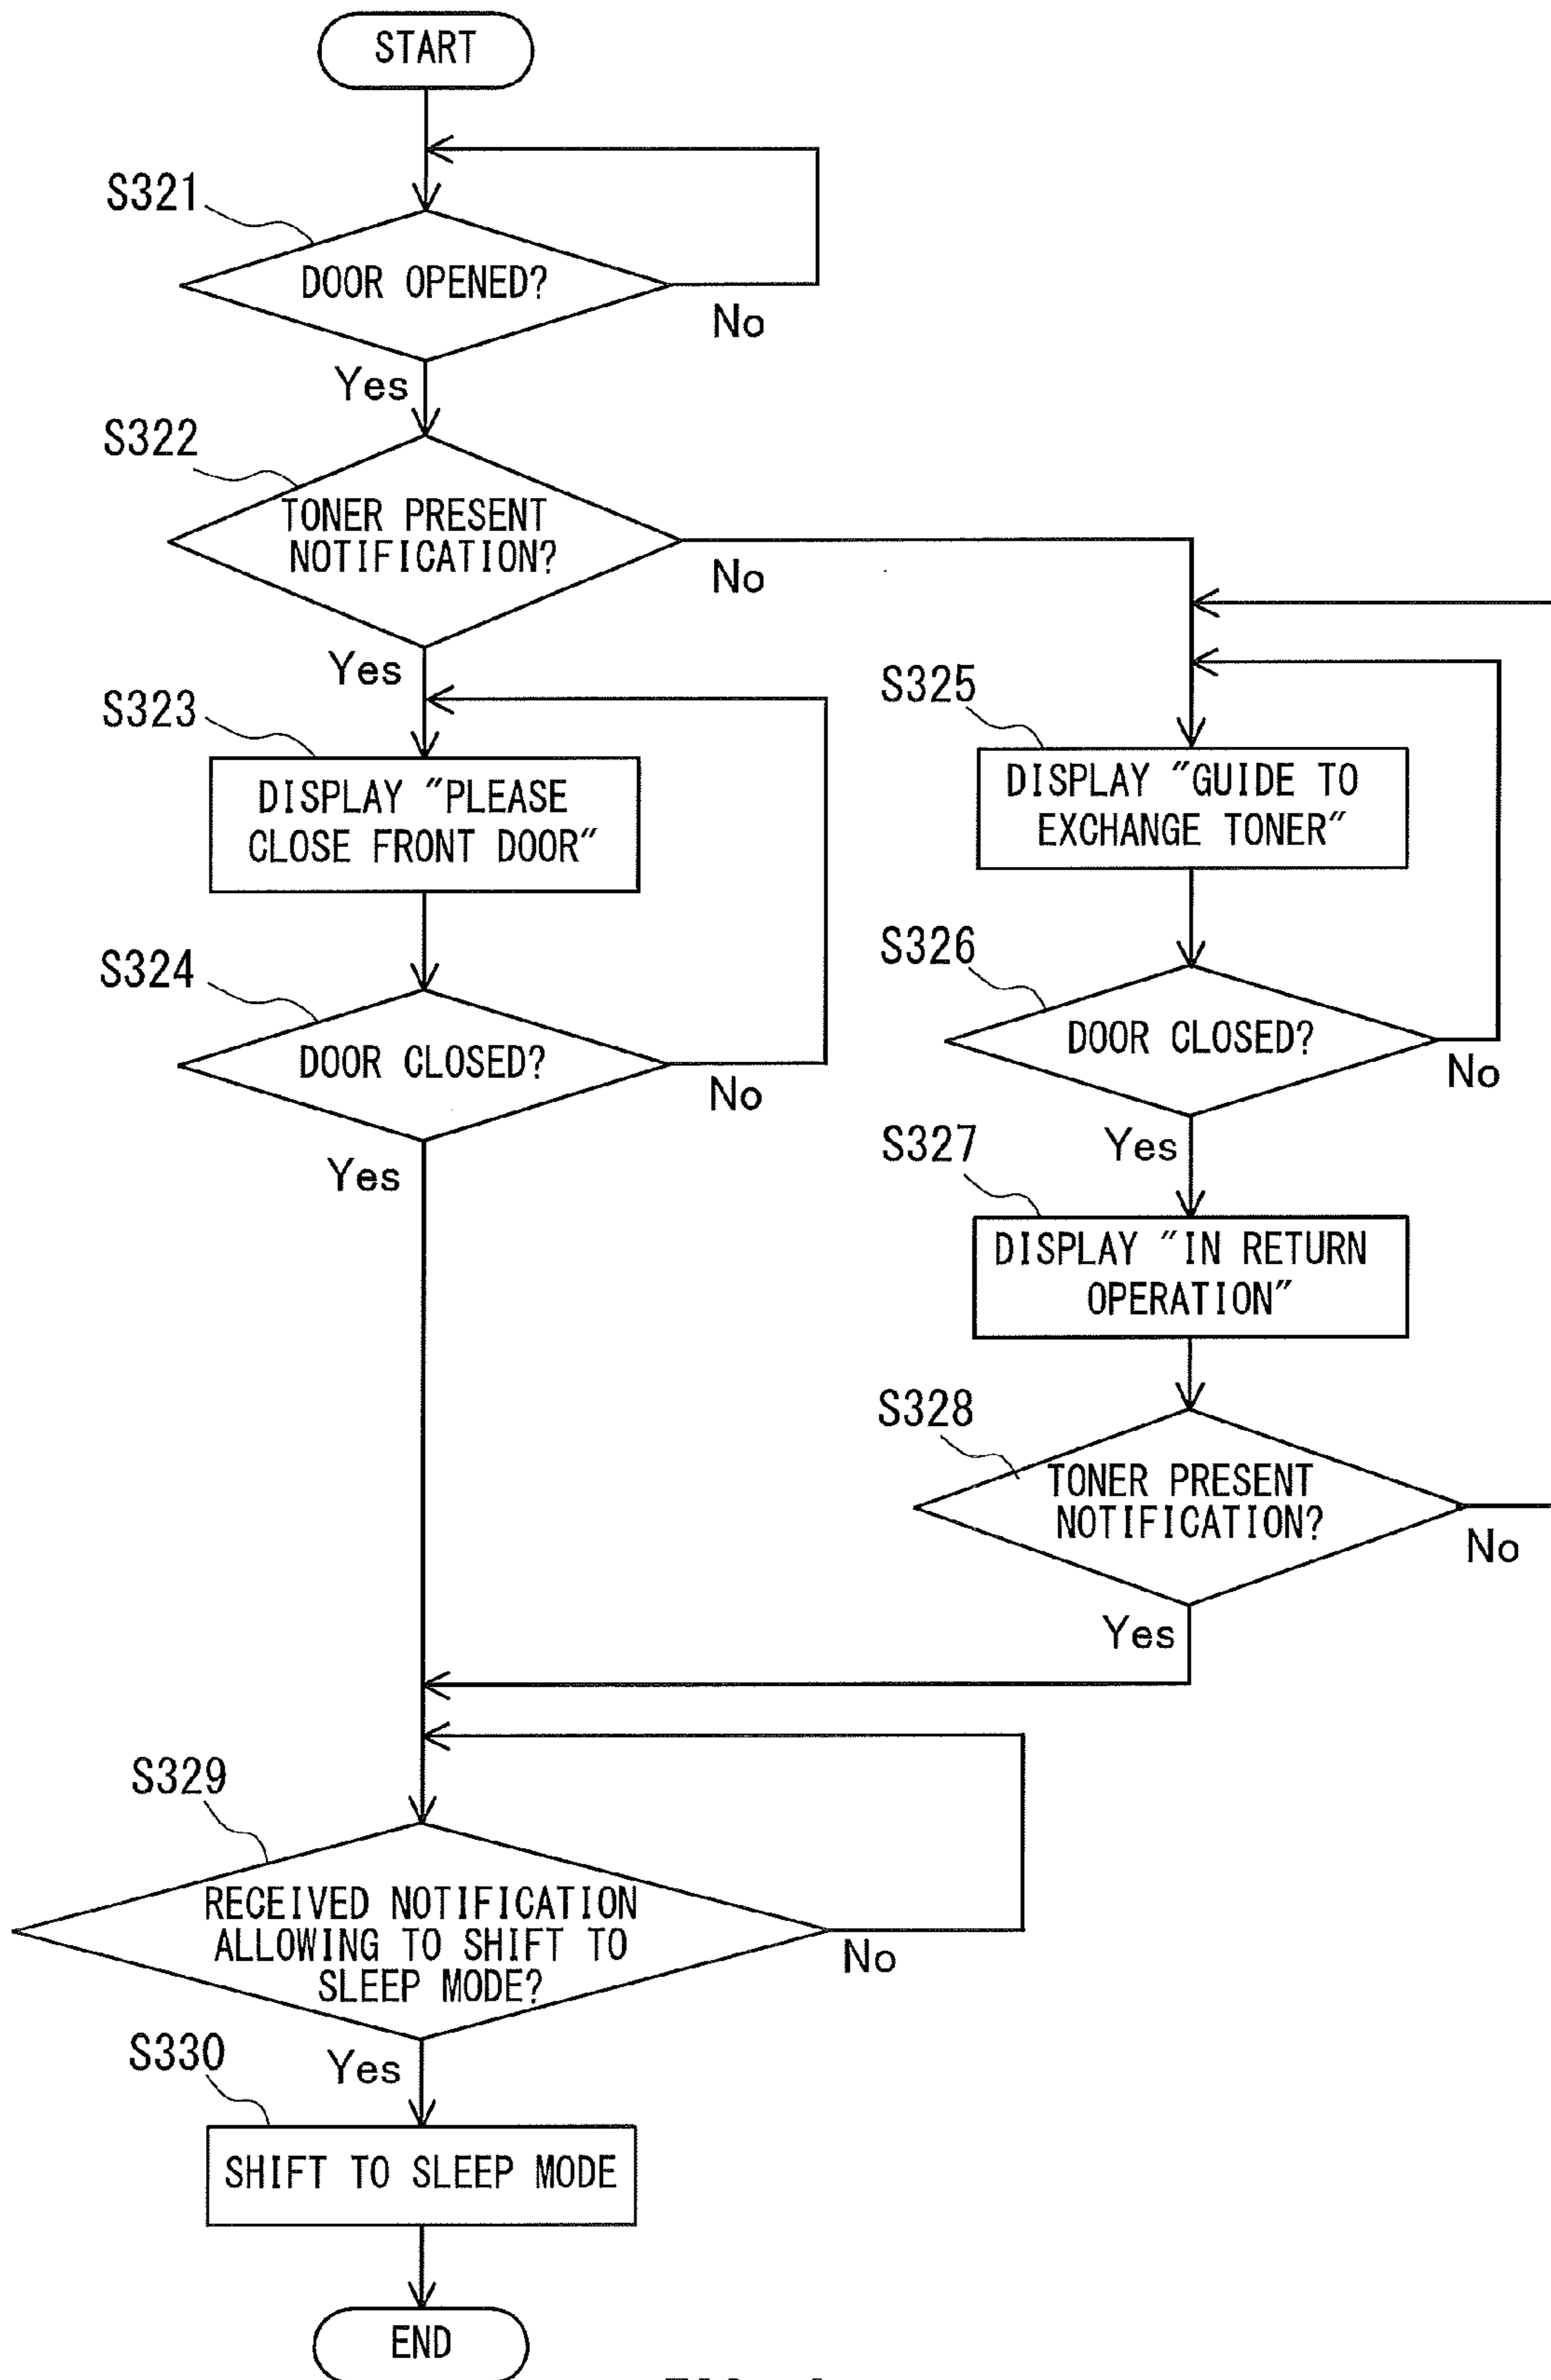 START
S321
DOOR OPENED?
No
Yes
S322
TONER PRESENT
NOTIFICATION?
No
Yes
S323
DISPLAY "PLEASE
CLOSE FRONT DOOR"
S324
DOOR CLOSED?
No
Yes
S325
DISPLAY "GUIDE TO
EXCHANGE TONER"
S326
DOOR CLOSED?
No
Yes
S327
DISPLAY "IN RETURN
OPERATION"
S328
TONER PRESENT
NOTIFICATION?
No
Yes
S329
RECEIVED NOTIFICATION
ALLOWING TO SHIFT TO
SLEEP MODE?
No
Yes
S330
SHIFT TO SLEEP MODE
END